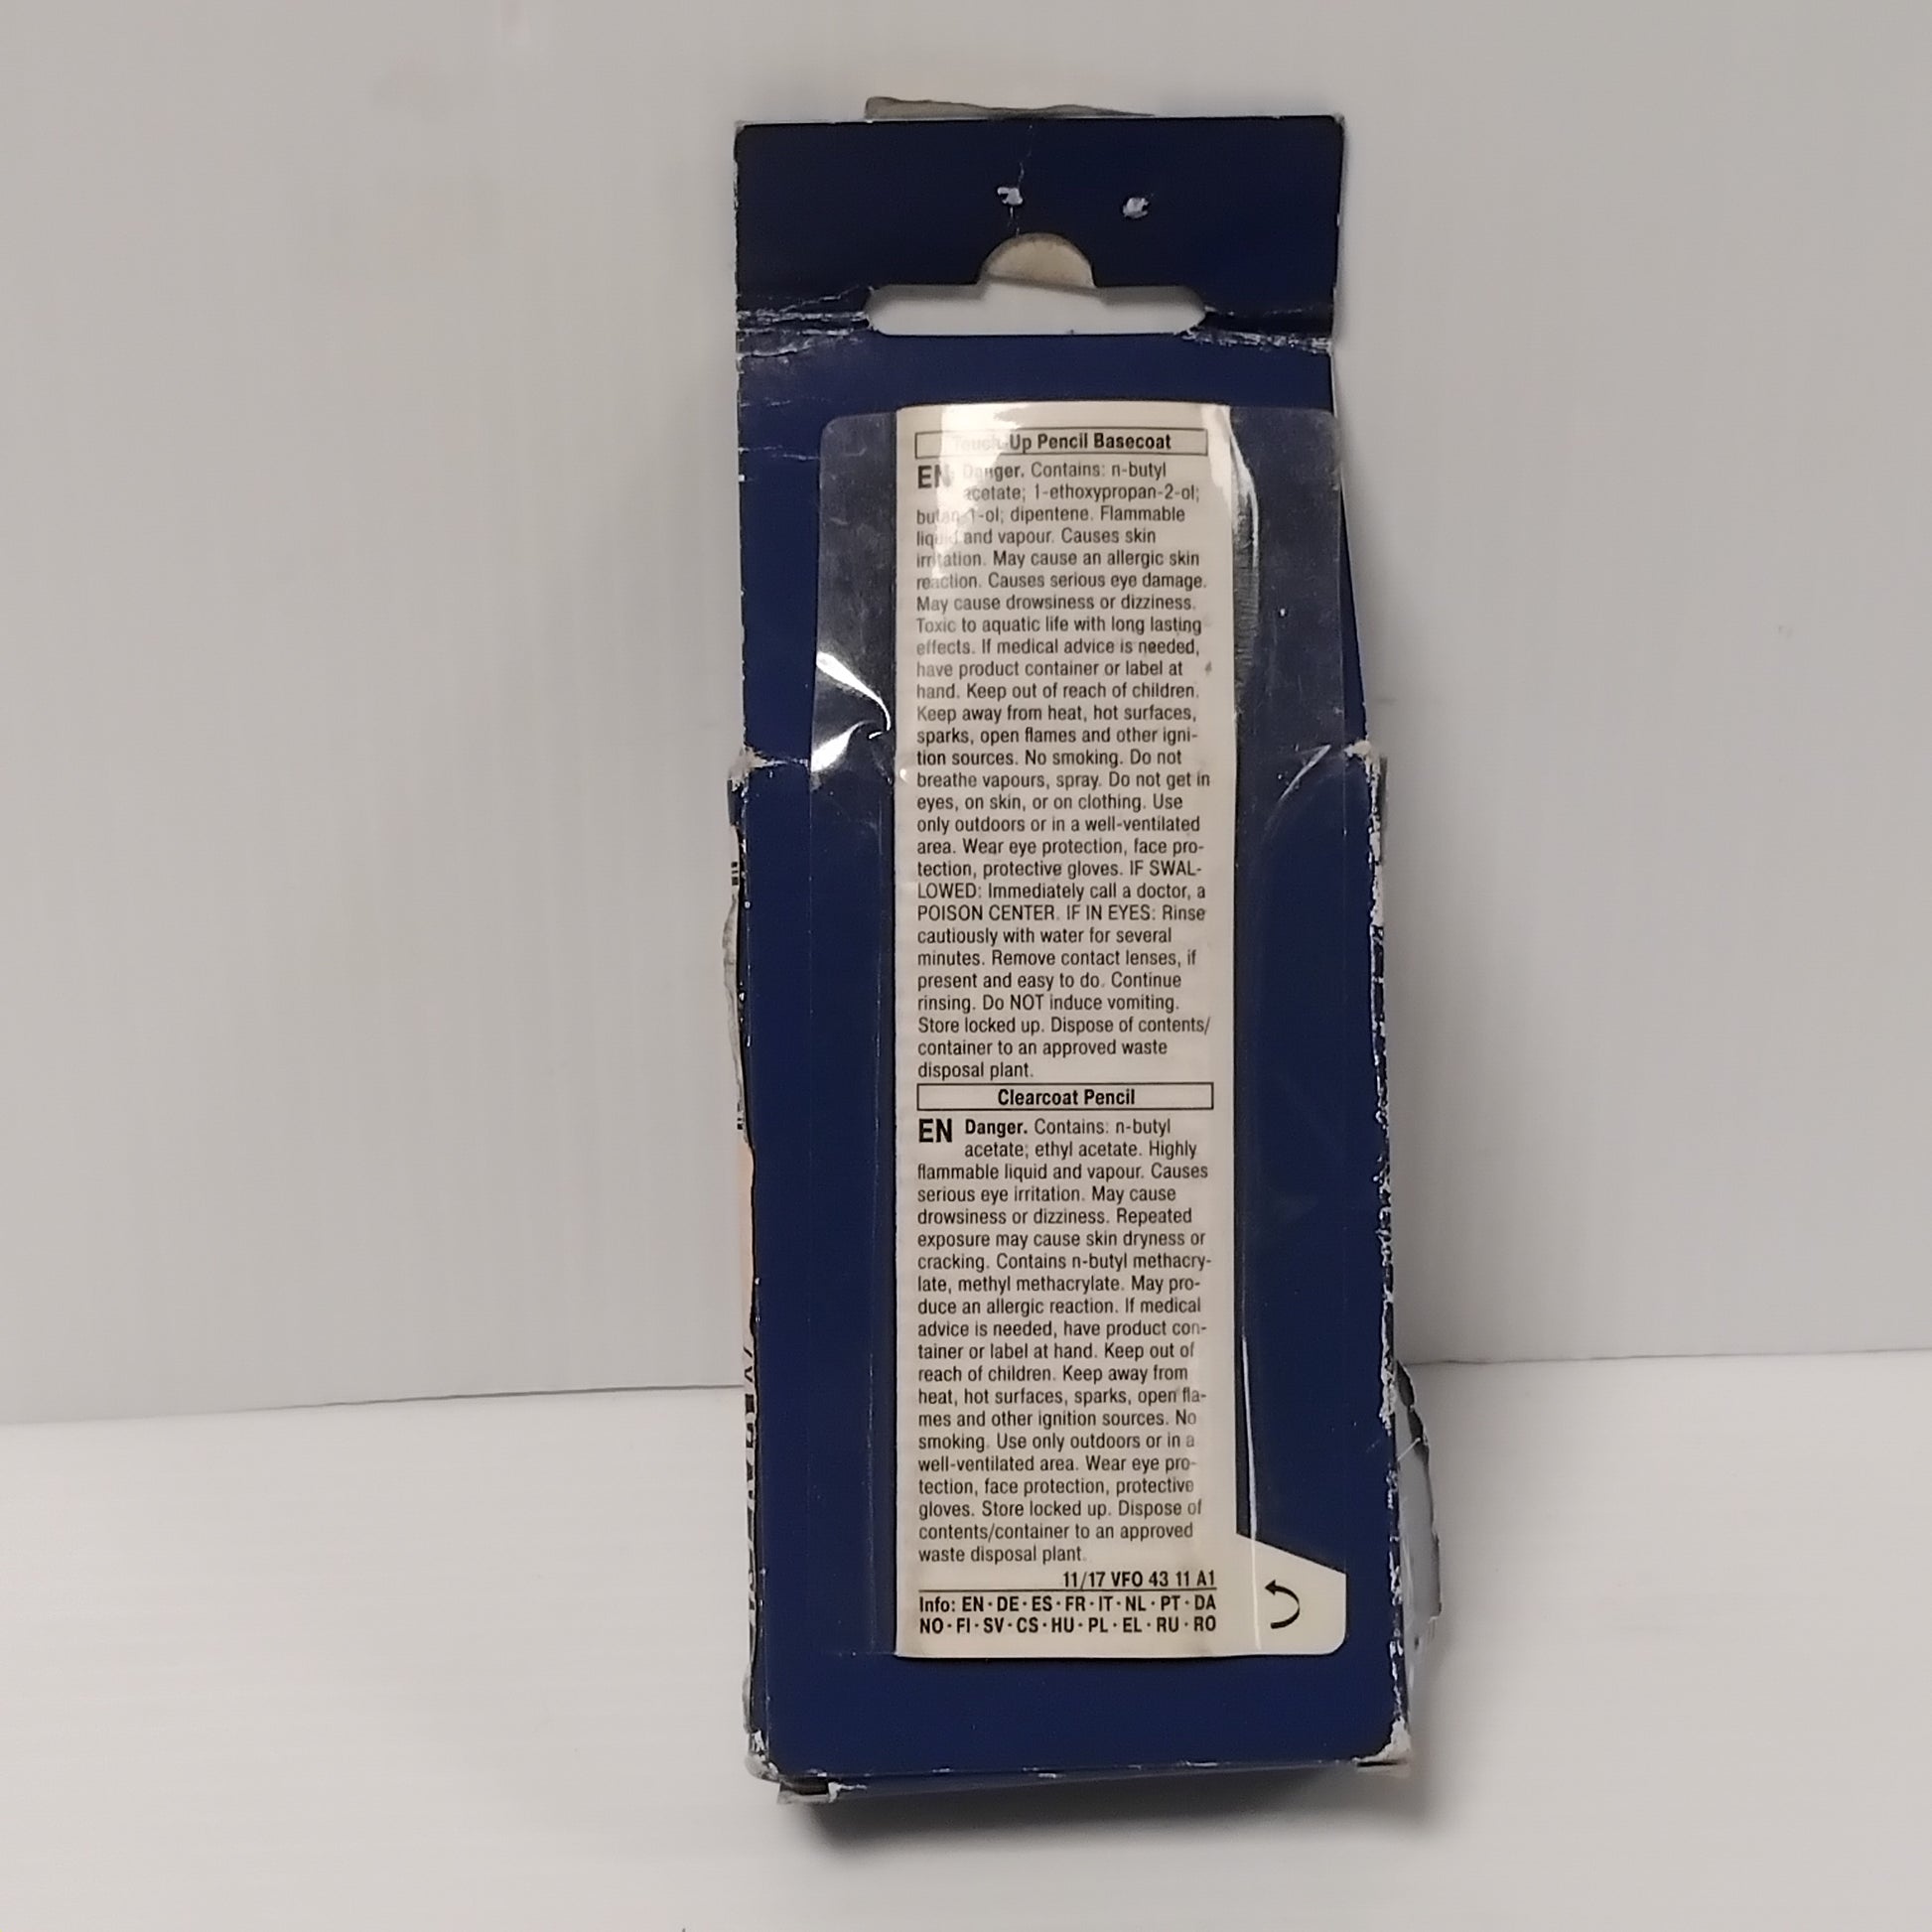 Touch-Up Pencil Basecoat
EN Danger. Contains: n-butyl
acetate; 1-ethoxypropan-2-ol;
butan-1-ol; dipentene. Flammable
liquid and vapour. Causes skin
irritation. May cause an allergic skin
reaction. Causes serious eye damage.
May cause drowsiness or dizziness.
Toxic to aquatic life with long lasting
effects. If medical advice is needed,
have product container or label at
hand. Keep out of reach of children.
Keep away from heat, hot surfaces,
sparks, open flames and other igni-
tion sources. No smoking. Do not
breathe vapours, spray. Do not get in
eyes, on skin, or on clothing. Use
only outdoors or in a well-ventilated
area. Wear eye protection, face pro-
tection, protective gloves. IF SWAL-
LOWED: Immediately call a doctor, a
POISON CENTER. IF IN EYES: Rinse
cautiously with water for several
minutes. Remove contact lenses, if
present and easy to do. Continue
rinsing. Do NOT induce vomiting.
Store locked up. Dispose of contents/
container to an approved waste
disposal plant.
Clearcoat Pencil
EN Danger. Contains: n-butyl
acetate; ethyl acetate. Highly
flammable liquid and vapour. Causes
serious eye irritation. May cause
drowsiness or dizziness. Repeated
exposure may cause skin dryness or
cracking. Contains n-butyl methacry-
late, methyl methacrylate. May pro-
duce an allergic reaction. If medical
advice is needed, have product con-
tainer or label at hand. Keep out of
reach of children. Keep away from
heat, hot surfaces, sparks, open fla-
mes and other ignition sources. No
smoking. Use only outdoors or in a
well-ventilated area. Wear eye pro-
tection, face protection, protective
gloves. Store locked up. Dispose of
contents/container to an approved
waste disposal plant.
11/17 VFO 43 11 A1
Info: EN · DE · ES · FR · IT · NL · PT · DA
NO · FI · SV · CS · HU · PL · EL · RU · RO